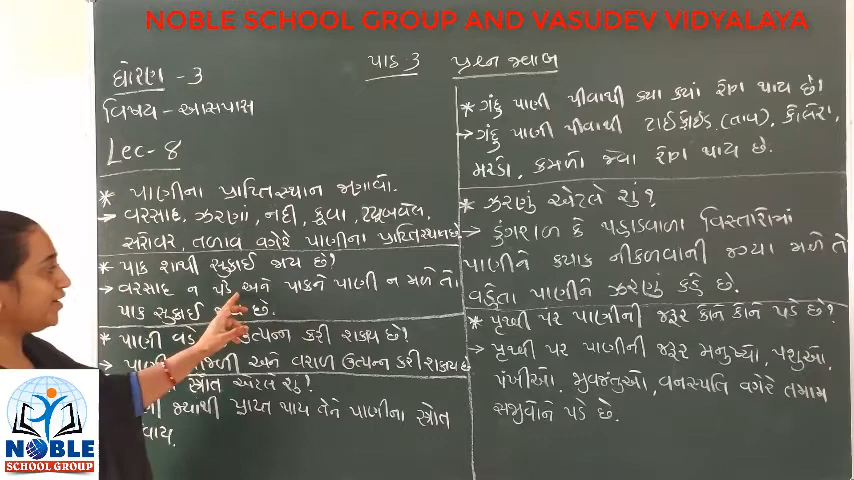 NOBLE SCHOOL GROUP AND VASUDEV VIDYALAYA
ધોરણ - 3
વિષય - આસપાસ
Lec - 8
પાઠ 3 પ્રશ્ન જવાબ
* પાણીના પ્રાપ્તિસ્થાન જણાવો.
→ વરસાદ, ઝરણાં, નદી, કૂવા, ટ્યૂબવેલ,
સરોવર, તળાવ વગેરે પાણીના પ્રાપ્તિસ્થાન છે.
* પાક શાથી સુકાઈ જાય છે?
→ વરસાદ ન પડે અને પાકને પાણી ન મળે તો
પાક સુકાઈ છે.
* પાણી વડે ઉત્પન્ન કરી શકાય છે?
→ અને વરાળ ઉત્પન્ન કરી શકાય છે
સ્રોત એટલે શું?
જ્યાંથી પ્રાપ્ત થાય તેને પાણીના સ્ત્રોત
* ગંદુ પાણી પીવાથી ક્યા ક્યાં રોગ થાય છે?
→ ગંદુ પાણી પીવાથી ટાઈફોઈડ (તાવ), કોલેરા,
મરડો, કમળો જેવા રોગ થાય છે.
* ઝરણું એટલે શું?
→ ડુંગરાળ કે પહાડવાળા વિસ્તારોમાં
પાણીને ક્યાંક નીકળવાની જગ્યા મળે તો
વહેતા પાણીને ઝરણું કહે છે.
* પૃથ્વી પર પાણીની જરૂર કોને કોને પડે છે?
→ પૃથ્વી પર પાણીની જરૂર મનુષ્યો, પશુઓ,
પંખીઓ, જીવજંતુઓ, વનસ્પતિ વગેરે તમામ
સજીવોને પડે છે.
NOBLE
SCHOOL GROUP